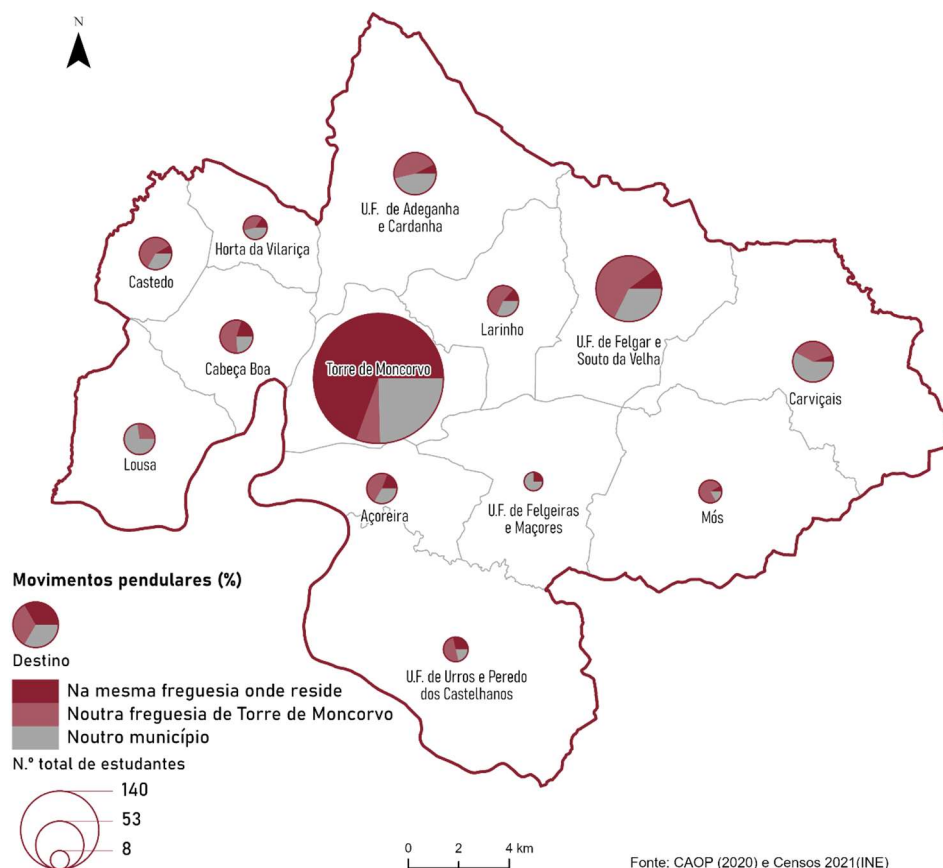 N
U.F. de Adeganha
e Cardanha
Horta da Vilariça
Castedo
Larinho
U.F. de Felgar e
Souto da Velha
Cabeça Boa
Torre de Moncorvo
Carviçais
Lousa
Açoreira
U.F. de Felgeiras
e Maçores
Mós
U.F. de Urros e Peredo
dos Castelhanos
Movimentos pendulares (%)
Destino
Na mesma freguesia onde reside
Noutra freguesia de Torre de Moncorvo
Noutro município
N.º total de estudantes
140
53
8
0 2 4 km
Fonte: CAOP (2020) e Censos 2021(INE)